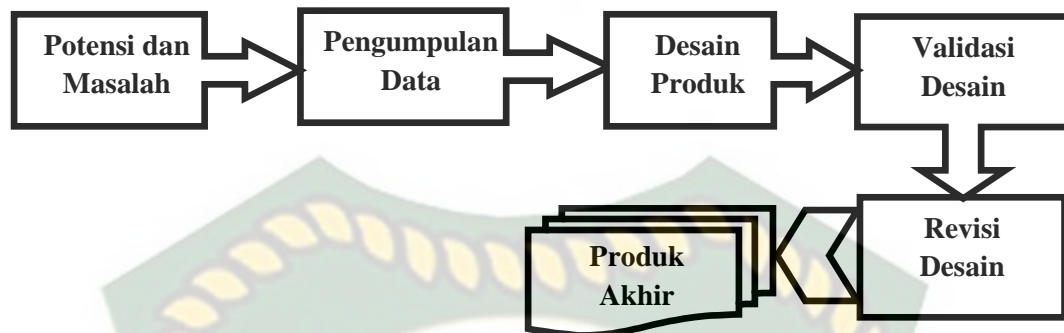 Potensi dan
Masalah
Pengumpulan
Data
Desain
Produk
Validasi
Desain
Revisi
Desain
Produk
Akhir